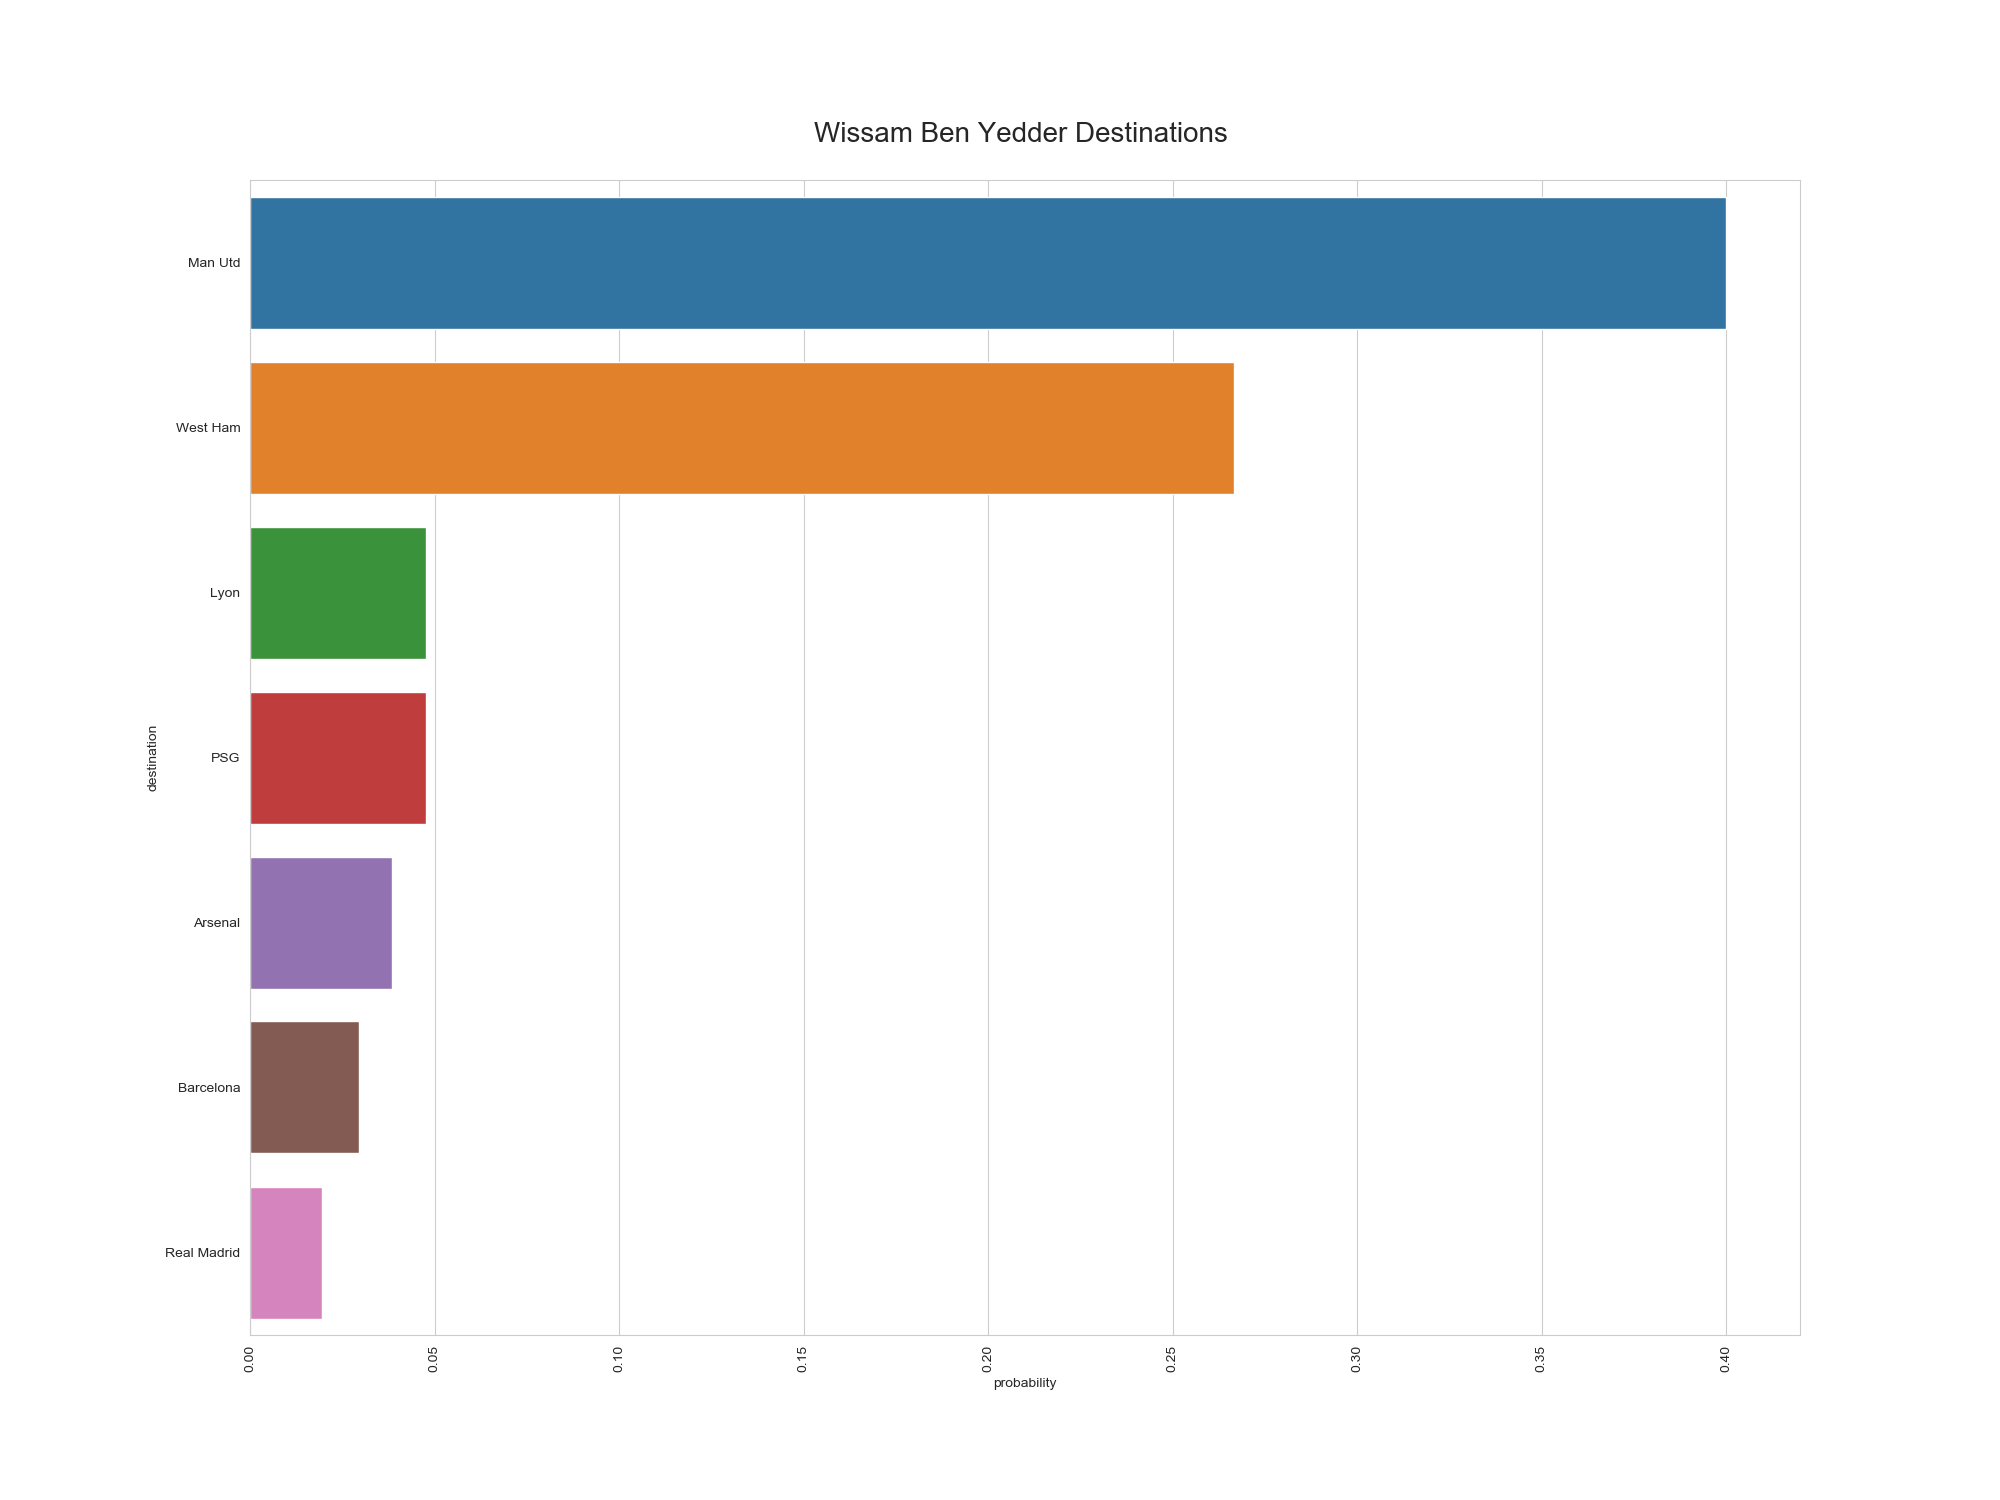 Wissam Ben Yedder Destinations
Man Utd
West Ham
Lyon
PSG
Arsenal
Barcelona
Real Madrid
destination
0.00 0.05 0.10 0.15 0.20 0.25 0.30 0.35 0.40
probability